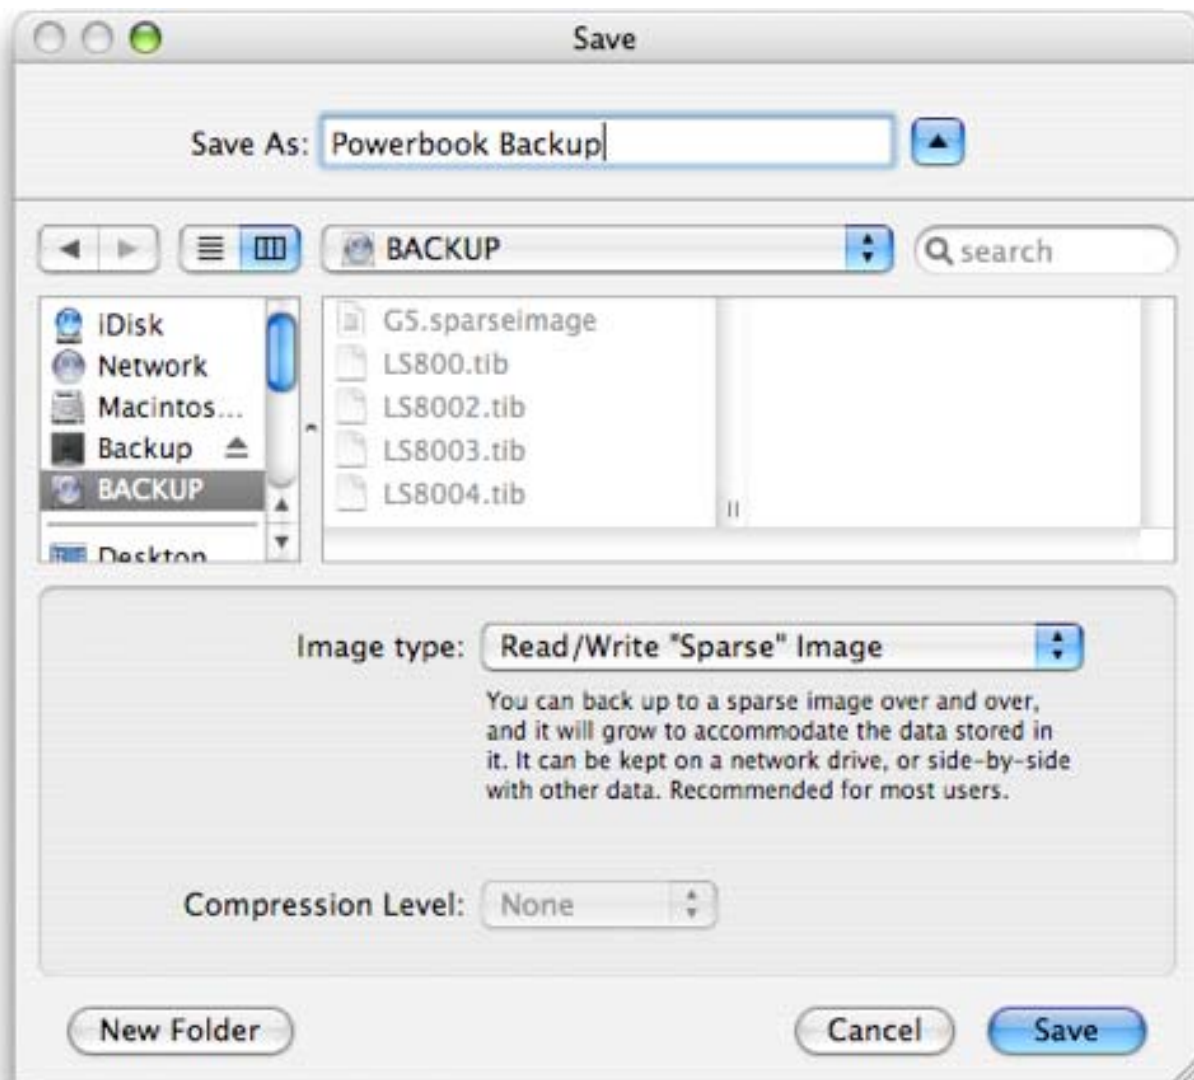 Save
Save As: Powerbook Backup
BACKUP
search
iDisk
Network
Macintos...
Backup
BACKUP
Desktop
G5.sparseimage
LS800.tib
LS8002.tib
LS8003.tib
LS8004.tib
Image type: Read/Write "Sparse" Image
You can back up to a sparse image over and over,
and it will grow to accommodate the data stored in
it. It can be kept on a network drive, or side-by-side
with other data. Recommended for most users.
Compression Level: None
New Folder
Cancel
Save